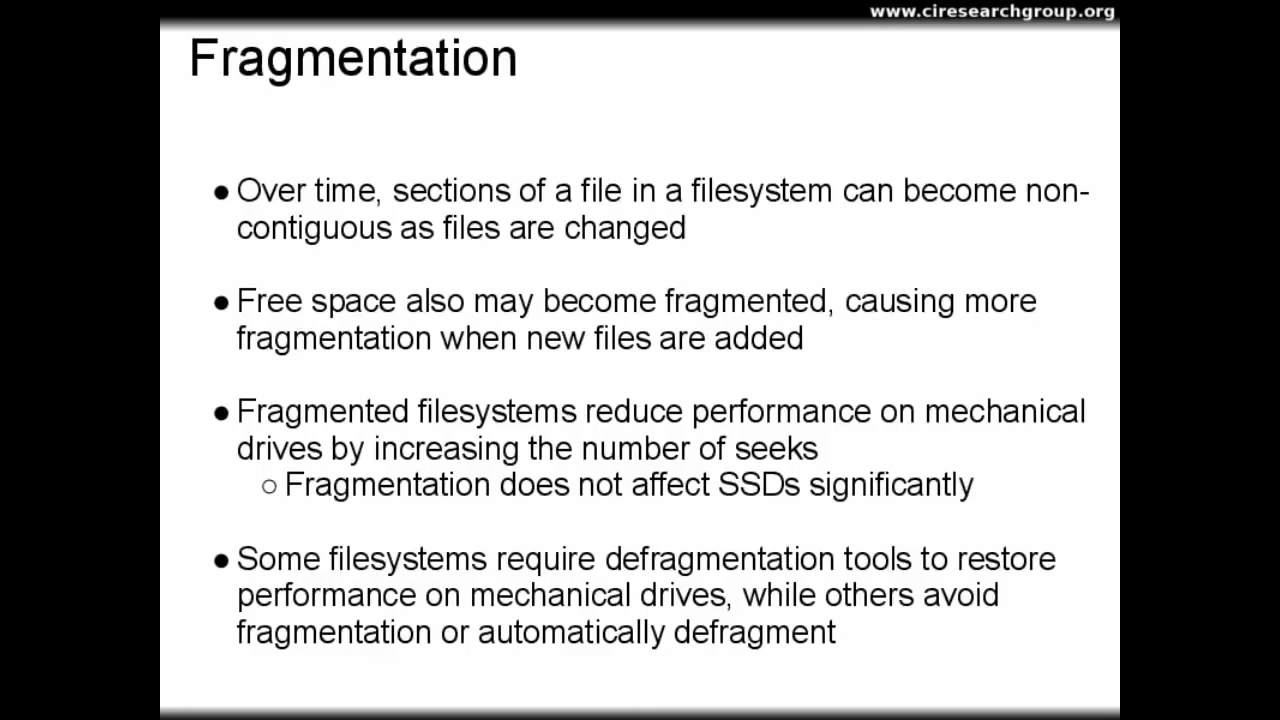 www.ciresearchgroup.org
Fragmentation
● Over time, sections of a file in a filesystem can become non-
contiguous as files are changed
● Free space also may become fragmented, causing more
fragmentation when new files are added
● Fragmented filesystems reduce performance on mechanical
drives by increasing the number of seeks
○ Fragmentation does not affect SSDs significantly
● Some filesystems require defragmentation tools to restore
performance on mechanical drives, while others avoid
fragmentation or automatically defragment